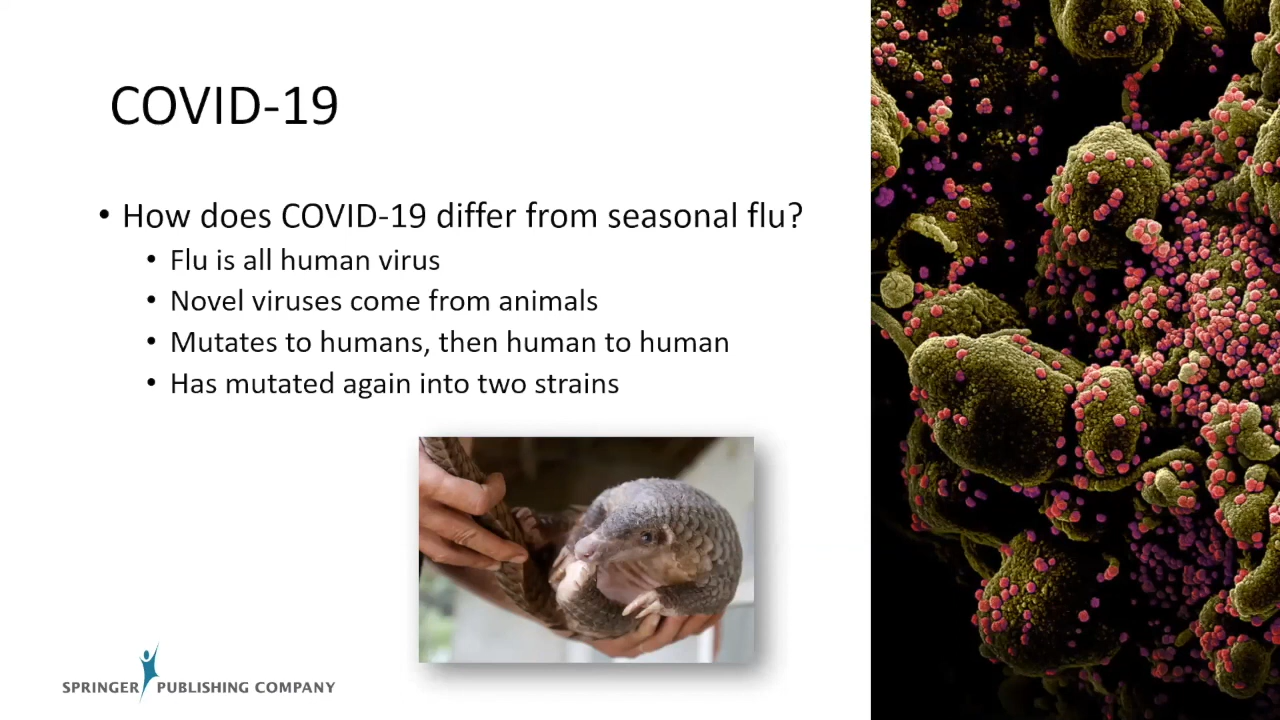 COVID-19
• How does COVID-19 differ from seasonal flu?
• Flu is all human virus
• Novel viruses come from animals
• Mutates to humans, then human to human
• Has mutated again into two strains
SPRINGER PUBLISHING COMPANY